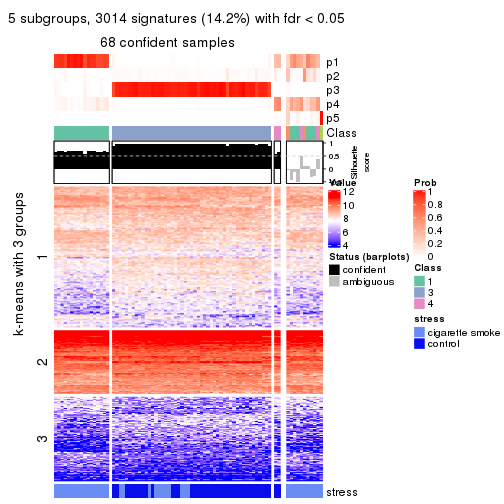 5 subgroups, 3014 signatures (14.2%) with fdr < 0.05
68 confident samples
p1
p2
p3
p4
p5
Class
1
0.5
0
Silhouette
score
k-means with 3 groups
1
2
3
stress
Value
12
10
8
6
4
Status (barplots)
confident
ambiguous
Prob
1
0.8
0.6
0.4
0.2
0
Class
1
3
4
stress
cigarette smoke
control